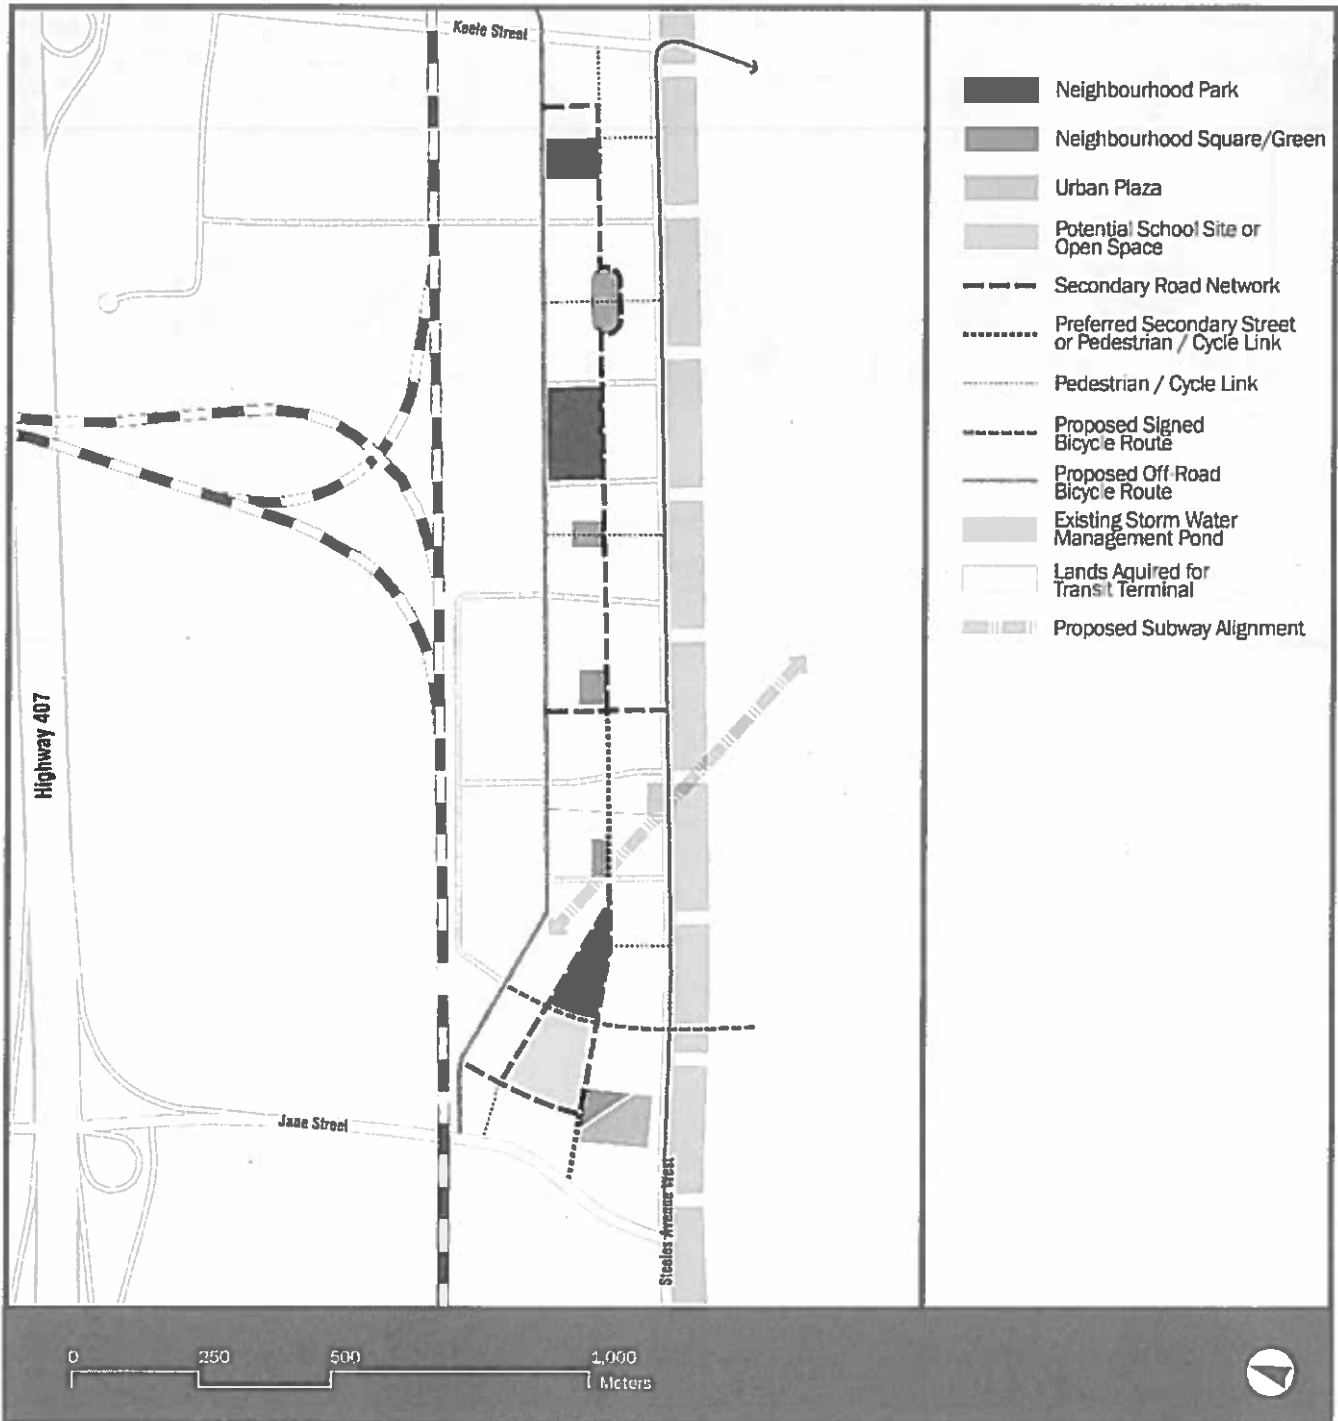 Keele Street
Highway 407
Jane Street
Steeles Avenue West
Neighbourhood Park
Neighbourhood Square/Green
Urban Plaza
Potential School Site or
Open Space
Secondary Road Network
Preferred Secondary Street
or Pedestrian / Cycle Link
Pedestrian / Cycle Link
Proposed Signed
Bicycle Route
Proposed Off-Road
Bicycle Route
Existing Storm Water
Management Pond
Lands Aquired for
Transit Terminal
Proposed Subway Alignment
0 250 500 1,000
Meters